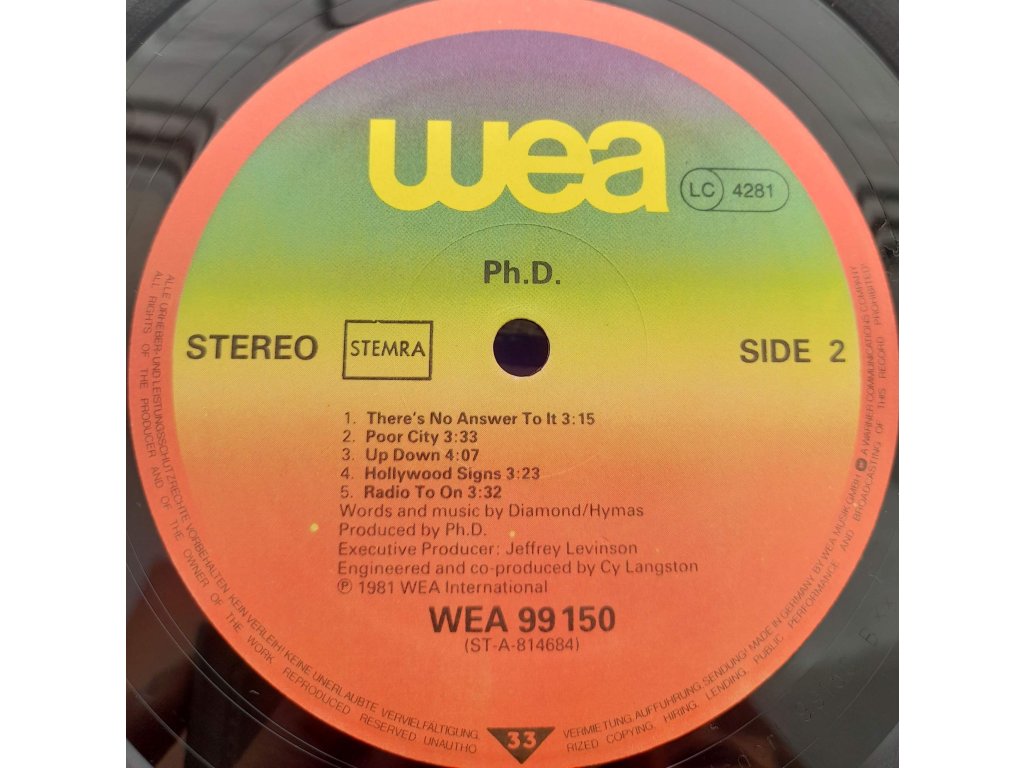 wea
LC 4281
Ph.D.
STEREO STEMRA SIDE 2
1. There's No Answer To It 3:15
2. Poor City 3:33
3. Up Down 4:07
4. Hollywood Signs 3:23
5. Radio To On 3:32
Words and music by Diamond/Hymas
Produced by Ph.D.
Executive Producer: Jeffrey Levinson
Engineered and co-produced by Cy Langston
℗ 1981 WEA International
WEA 99 150
(ST-A-814684)
33
ALLE URHEBER- UND LEISTUNGSSCHUTZRECHTE VORBEHALTEN. KEIN VERLEIH! KEINE UNERLAUBTE VERVIELFÄLTIGUNG, VERMIETUNG, AUFFÜHRUNG, SENDUNG! MADE IN GERMANY BY WEA MUSIK GMBH A WARNER COMMUNICATIONS COMPANY
ALL RIGHTS OF THE PRODUCER AND OF THE OWNER OF THE WORK REPRODUCED RESERVED UNAUTHORIZED COPYING, HIRING, LENDING, PUBLIC PERFORMANCE AND BROADCASTING OF THIS RECORD PROHIBITED!